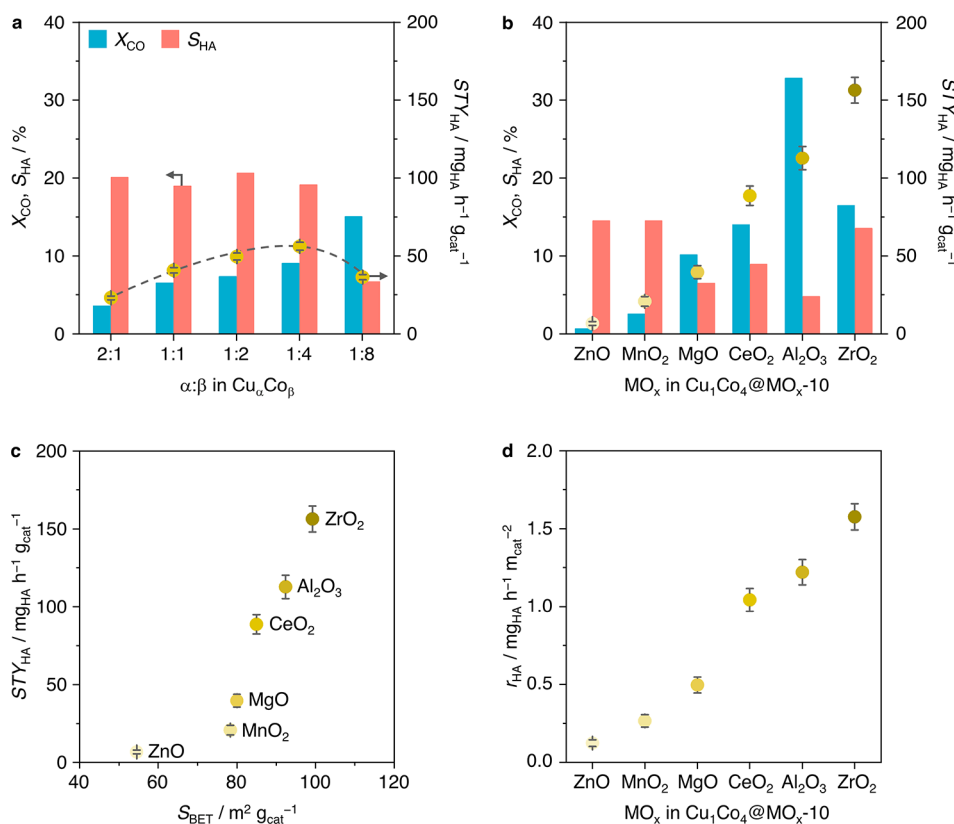 a
X_CO
S_HA
40
30
20
10
0
X_CO, S_HA / %
200
150
100
50
0
STY_HA / mg_HA h⁻¹ g_cat⁻¹
2:1 1:1 1:2 1:4 1:8
α:β in Cu_αCo_β
b
40
30
20
10
0
X_CO, S_HA / %
200
150
100
50
0
STY_HA / mg_HA h⁻¹ g_cat⁻¹
ZnO MnO₂ MgO CeO₂ Al₂O₃ ZrO₂
MOₓ in Cu₁Co₄@MOₓ-10
c
200
150
100
50
0
STY_HA / mg_HA h⁻¹ g_cat⁻¹
ZrO₂
Al₂O₃
CeO₂
MgO
MnO₂
ZnO
40 60 80 100 120
S_BET / m² g_cat⁻¹
d
2.0
1.5
1.0
0.5
0.0
r_HA / mg_HA h⁻¹ m_cat⁻²
ZnO MnO₂ MgO CeO₂ Al₂O₃ ZrO₂
MOₓ in Cu₁Co₄@MOₓ-10